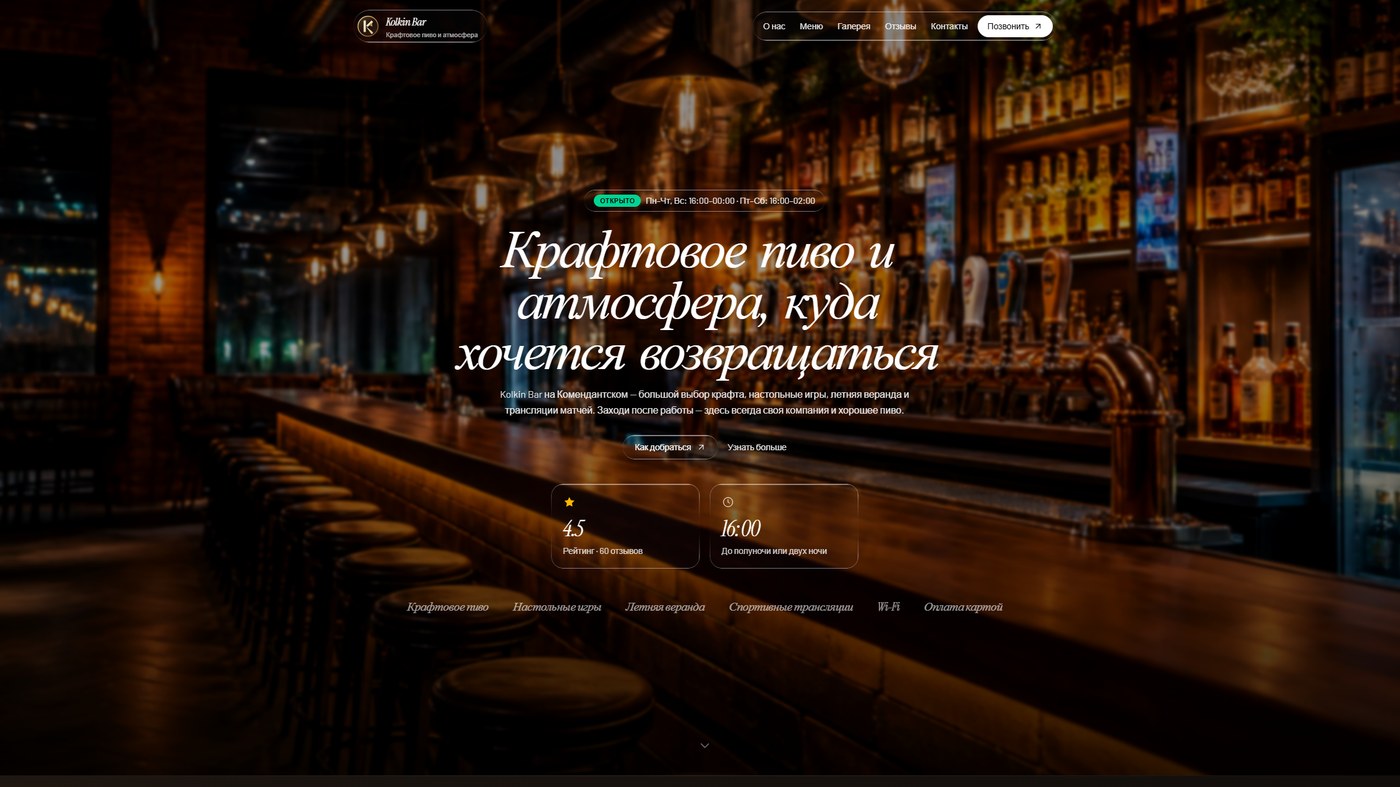 Kolkin Bar
Крафтовое пиво и атмосфера
О нас Меню Галерея Отзывы Контакты Позвонить
ОТКРЫТО Пн–Чт, Вс: 16:00–00:00 · Пт–Сб: 16:00–02:00
Крафтовое пиво и
атмосфера, куда
хочется возвращаться
Kolkin Bar на Комендантском — большой выбор крафта, настольные игры, летняя веранда и
трансляции матчей. Заходи после работы — здесь всегда своя компания и хорошее пиво.
Как добраться Узнать больше
4.5
Рейтинг · 60 отзывов
16:00
До полуночи или двух ночи
Крафтовое пиво Настольные игры Летняя веранда Спортивные трансляции Wi-Fi Оплата картой